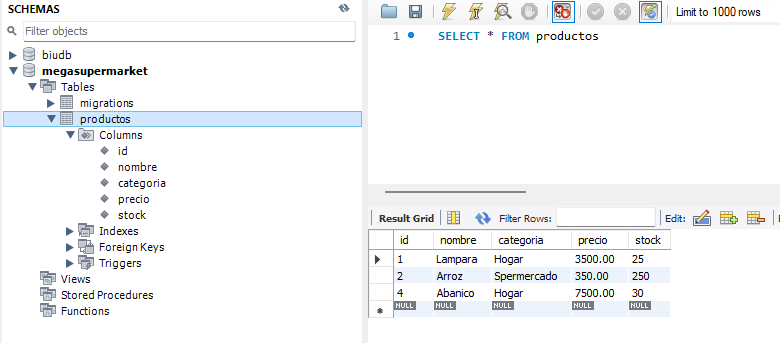 SCHEMAS
Filter objects
biudb
megasupermarket
Tables
migrations
productos
Columns
id
nombre
categoria
precio
stock
Indexes
Foreign Keys
Triggers
Views
Stored Procedures
Functions
Limit to 1000 rows
1 SELECT * FROM productos
Result Grid Filter Rows: Edit:
id nombre categoria precio stock
1 Lampara Hogar 3500.00 25
2 Arroz Spermercado 350.00 250
4 Abanico Hogar 7500.00 30
NULL NULL NULL NULL NULL